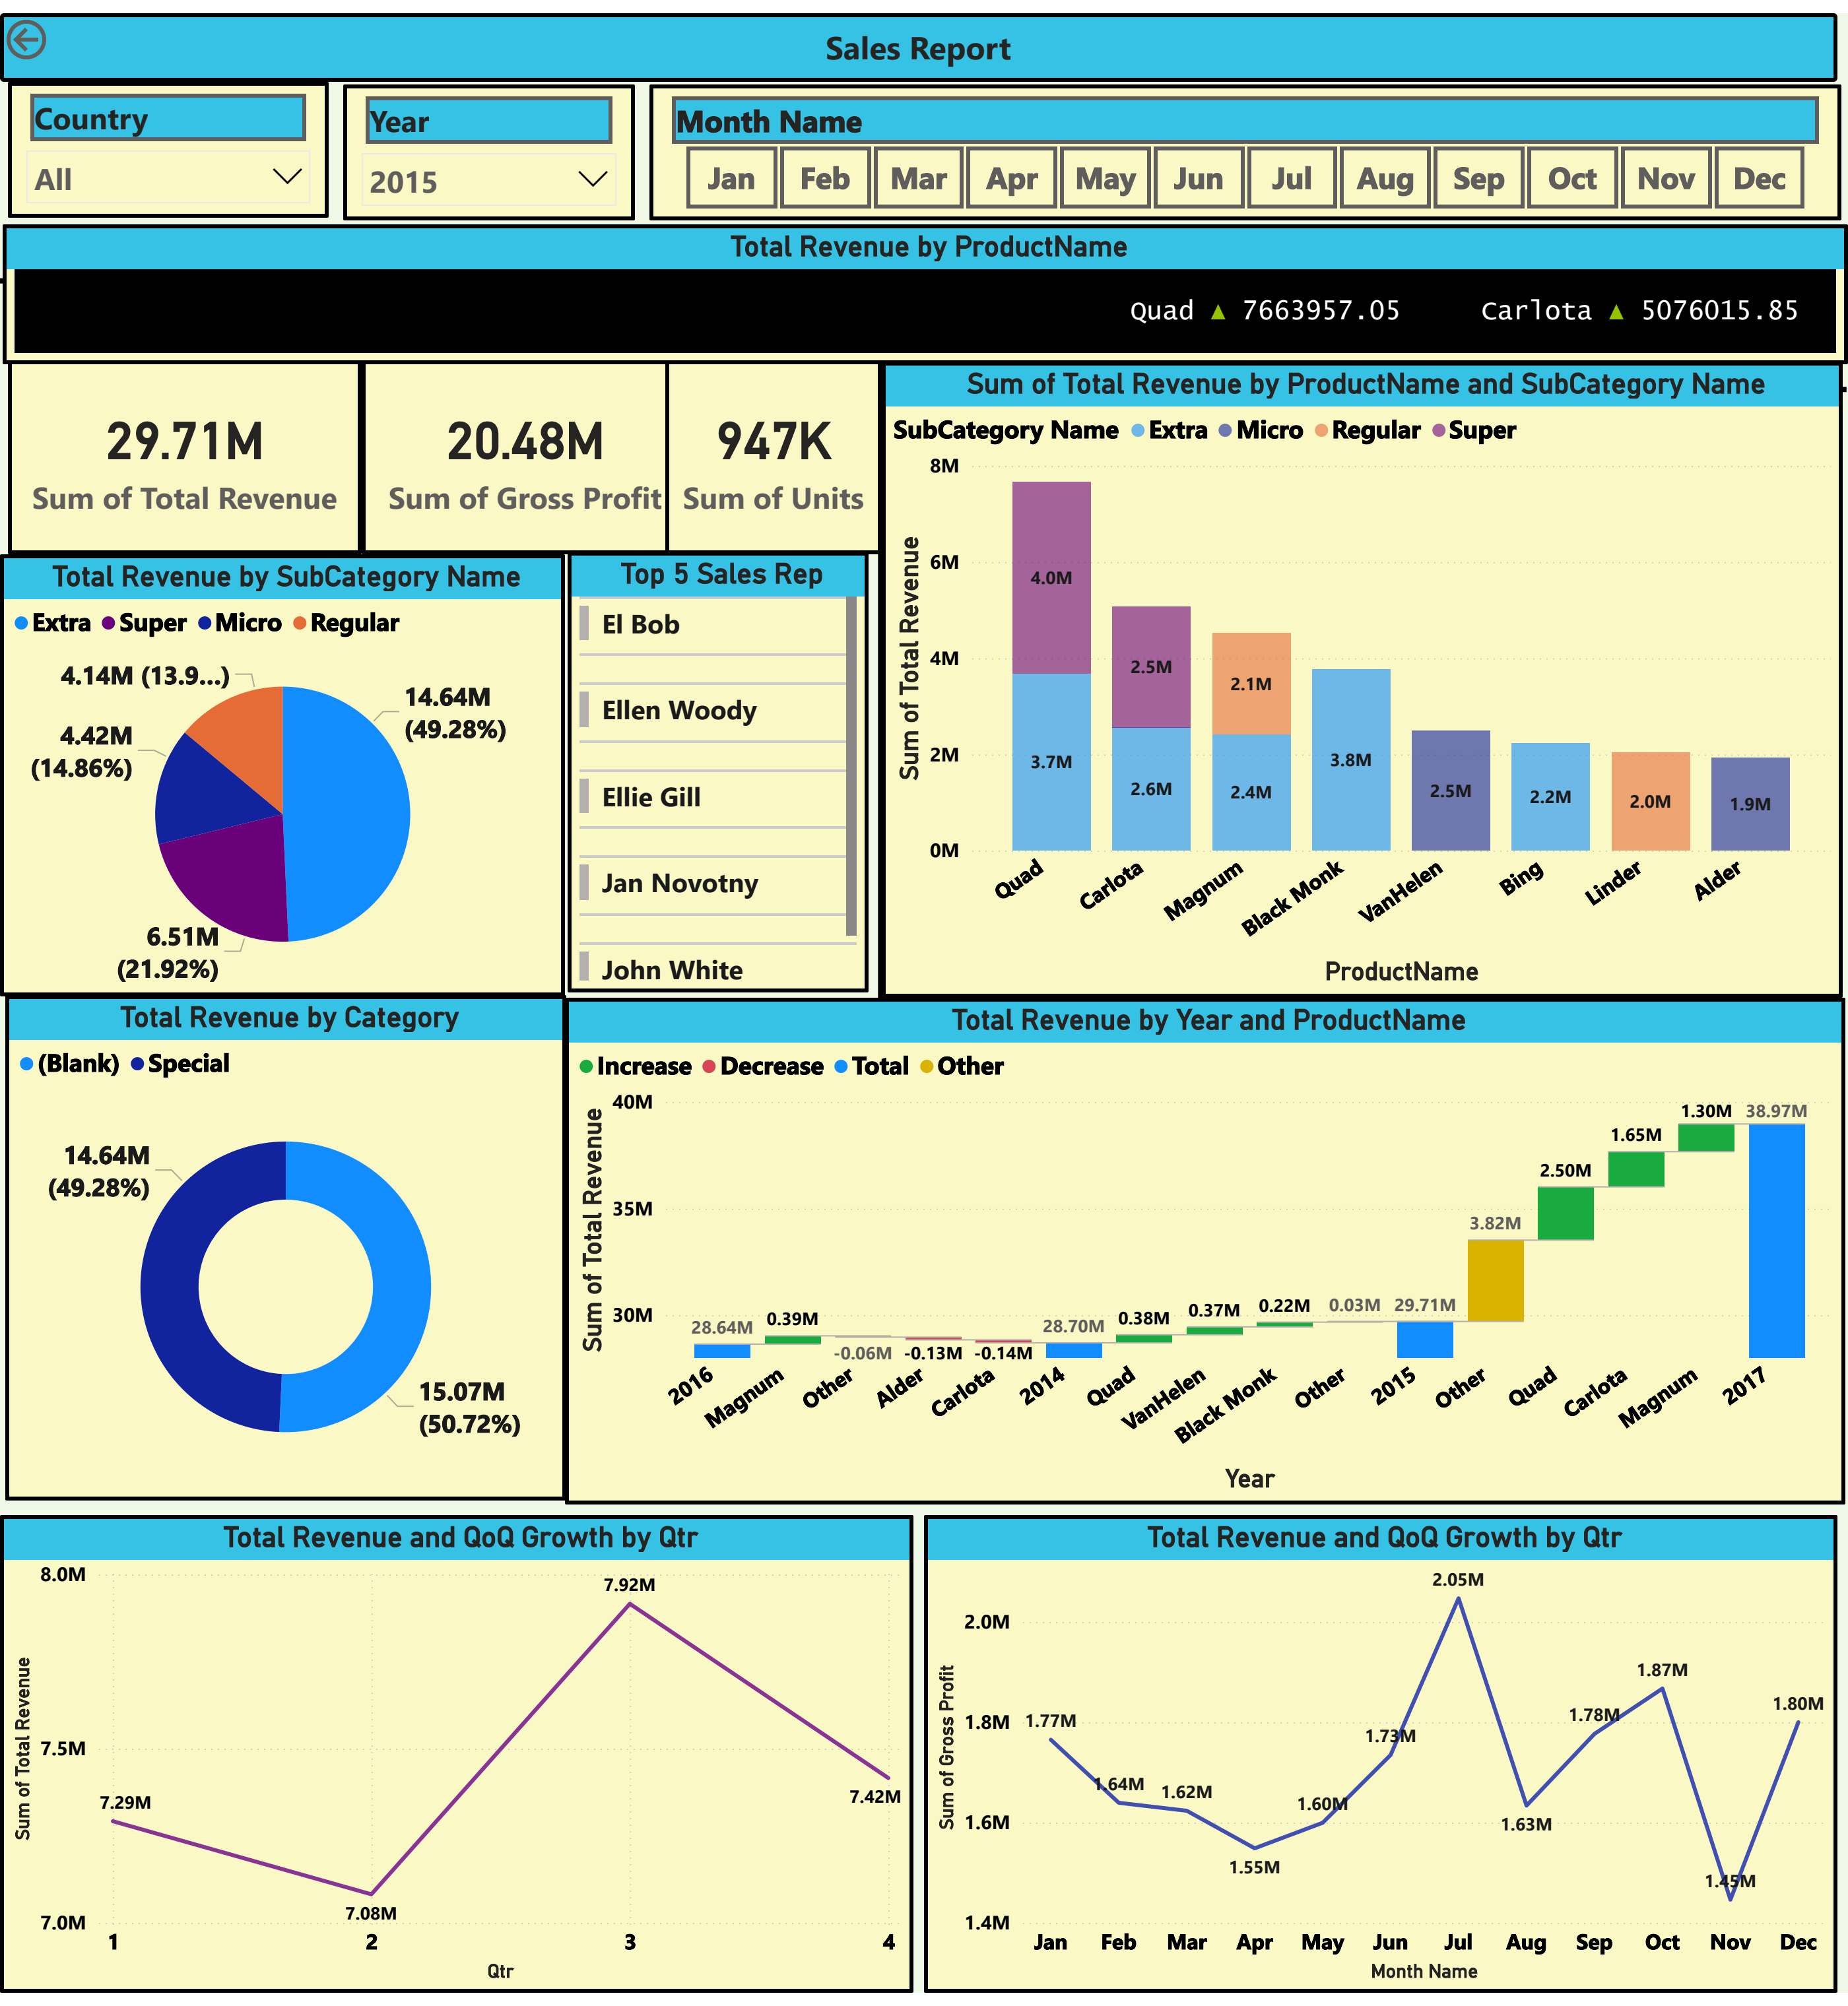 Sales Report
Country
All
Year
2015
Month Name
Jan Feb Mar Apr May Jun Jul Aug Sep Oct Nov Dec
Total Revenue by ProductName
Quad ▲ 7663957.05 Carlota ▲ 5076015.85
29.71M
Sum of Total Revenue
20.48M
Sum of Gross Profit
947K
Sum of Units
Sum of Total Revenue by ProductName and SubCategory Name
SubCategory Name Extra Micro Regular Super
Sum of Total Revenue
8M
6M
4M
2M
0M
4.0M
3.7M
2.5M
2.6M
2.1M
2.4M
3.8M
2.5M
2.2M
2.0M
1.9M
Quad Carlota Magnum Black Monk VanHelen Bing Linder Alder
ProductName
Total Revenue by SubCategory Name
Extra Super Micro Regular
4.14M (13.9...)
14.64M
(49.28%)
4.42M
(14.86%)
6.51M
(21.92%)
Top 5 Sales Rep
El Bob
Ellen Woody
Ellie Gill
Jan Novotny
John White
Total Revenue by Category
(Blank) Special
14.64M
(49.28%)
15.07M
(50.72%)
Total Revenue by Year and ProductName
Increase Decrease Total Other
Sum of Total Revenue
40M
35M
30M
28.64M
0.39M
-0.06M
-0.13M
-0.14M
28.70M
0.38M
0.37M
0.22M
0.03M
29.71M
3.82M
2.50M
1.65M
1.30M
38.97M
2016 Magnum Other Alder Carlota 2014 Quad VanHelen Black Monk Other 2015 Other Quad Carlota Magnum 2017
Year
Total Revenue and QoQ Growth by Qtr
Sum of Total Revenue
8.0M
7.5M
7.0M
7.29M
7.08M
7.92M
7.42M
1 2 3 4
Qtr
Total Revenue and QoQ Growth by Qtr
Sum of Gross Profit
2.0M
1.8M
1.6M
1.4M
1.77M
1.64M
1.62M
1.55M
1.60M
1.73M
2.05M
1.63M
1.78M
1.87M
1.45M
1.80M
Jan Feb Mar Apr May Jun Jul Aug Sep Oct Nov Dec
Month Name